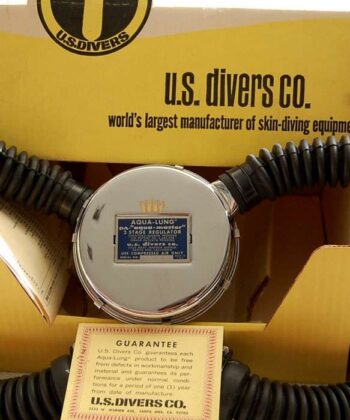 U.S.DIVERS
u.s. divers co.
world's largest manufacturer of skin-diving equipme
AQUA-LUNG
DA "aqua-master"
2 STAGE REGULATOR
u.s. divers co.
USE COMPRESSED AIR ONLY
GUARANTEE
U.S. Divers Co. guarantees each
Aqua-Lung product to be free
from defects in workmanship and
material and guarantees its per-
formance under normal condi-
tions for a period of one (1) year
from date of manufacture.
U.S.DIVERS CO.